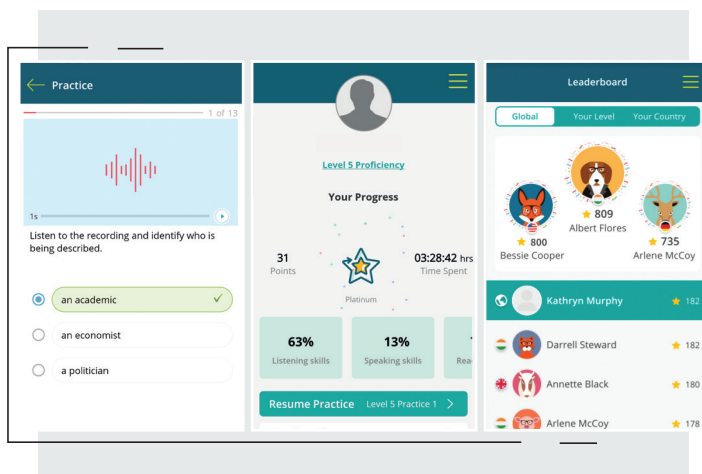 Practice
1 of 13
1s
Listen to the recording and identify who is
being described.
an academic
an economist
a politician
Level 5 Proficiency
Your Progress
31
Points
03:28:42 hrs
Time Spent
Platinum
63%
Listening skills
13%
Speaking skills
Rea
Resume Practice Level 5 Practice 1
Leaderboard
Global Your Level Your Country
809
Albert Flores
800
Bessie Cooper
735
Arlene McCoy
Kathryn Murphy 182
Darrell Steward 182
Annette Black 180
Arlene McCoy 178